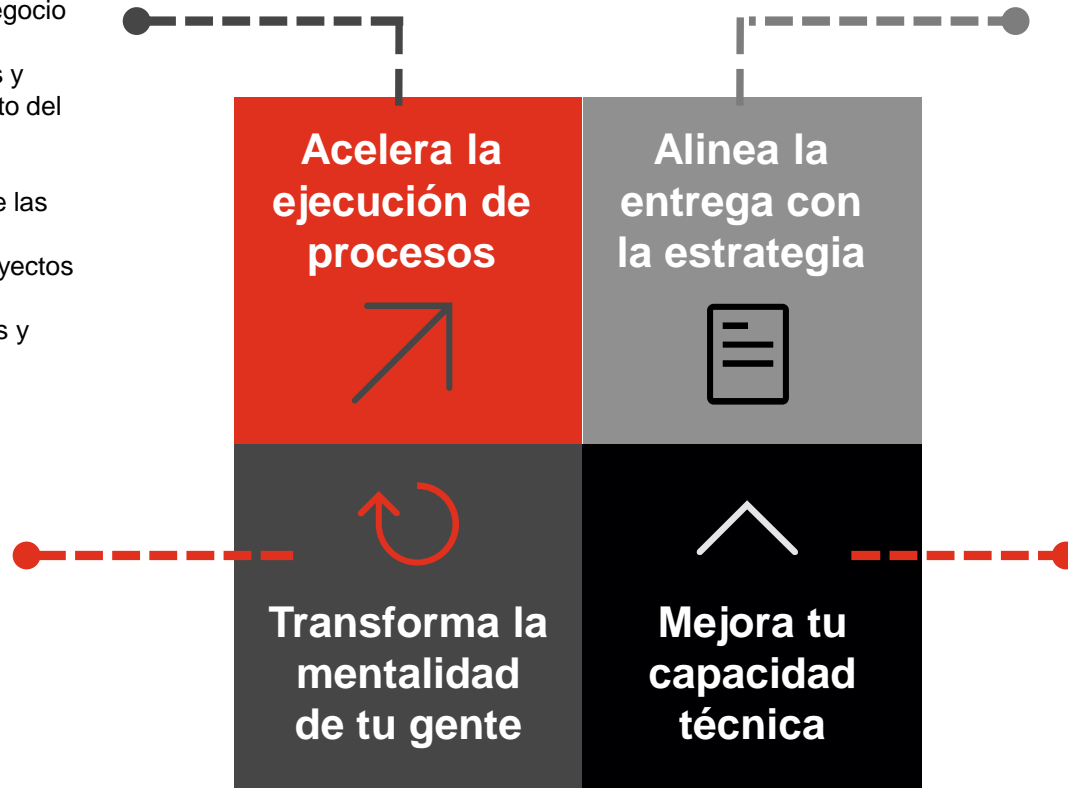 egocio
s y
to del
e las
yectos
s y
Acelera la
ejecución de
procesos
Alinea la
entrega con
la estrategia
Transforma la
mentalidad
de tu gente
Mejora tu
capacidad
técnica